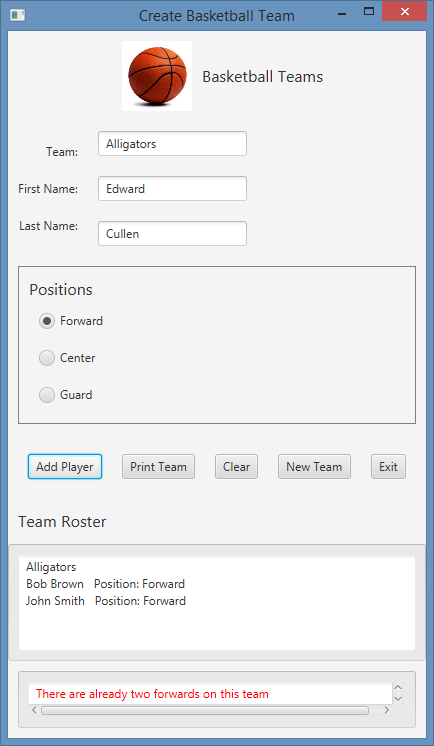 Create Basketball Team
Basketball Teams
Team: Alligators
First Name: Edward
Last Name: Cullen
Positions
Forward
Center
Guard
Add Player Print Team Clear New Team Exit
Team Roster
Alligators
Bob Brown Position: Forward
John Smith Position: Forward
There are already two forwards on this team